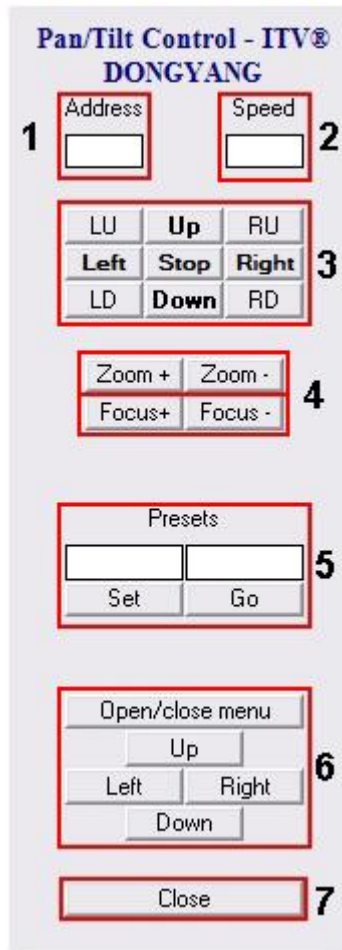 Pan/Tilt Control - ITV®
DONGYANG
Address Speed
1 2
LU Up RU
Left Stop Right 3
LD Down RD
Zoom + Zoom - 4
Focus+ Focus -
Presets
5
Set Go
Open/close menu
Up
6
Left Right
Down
Close 7